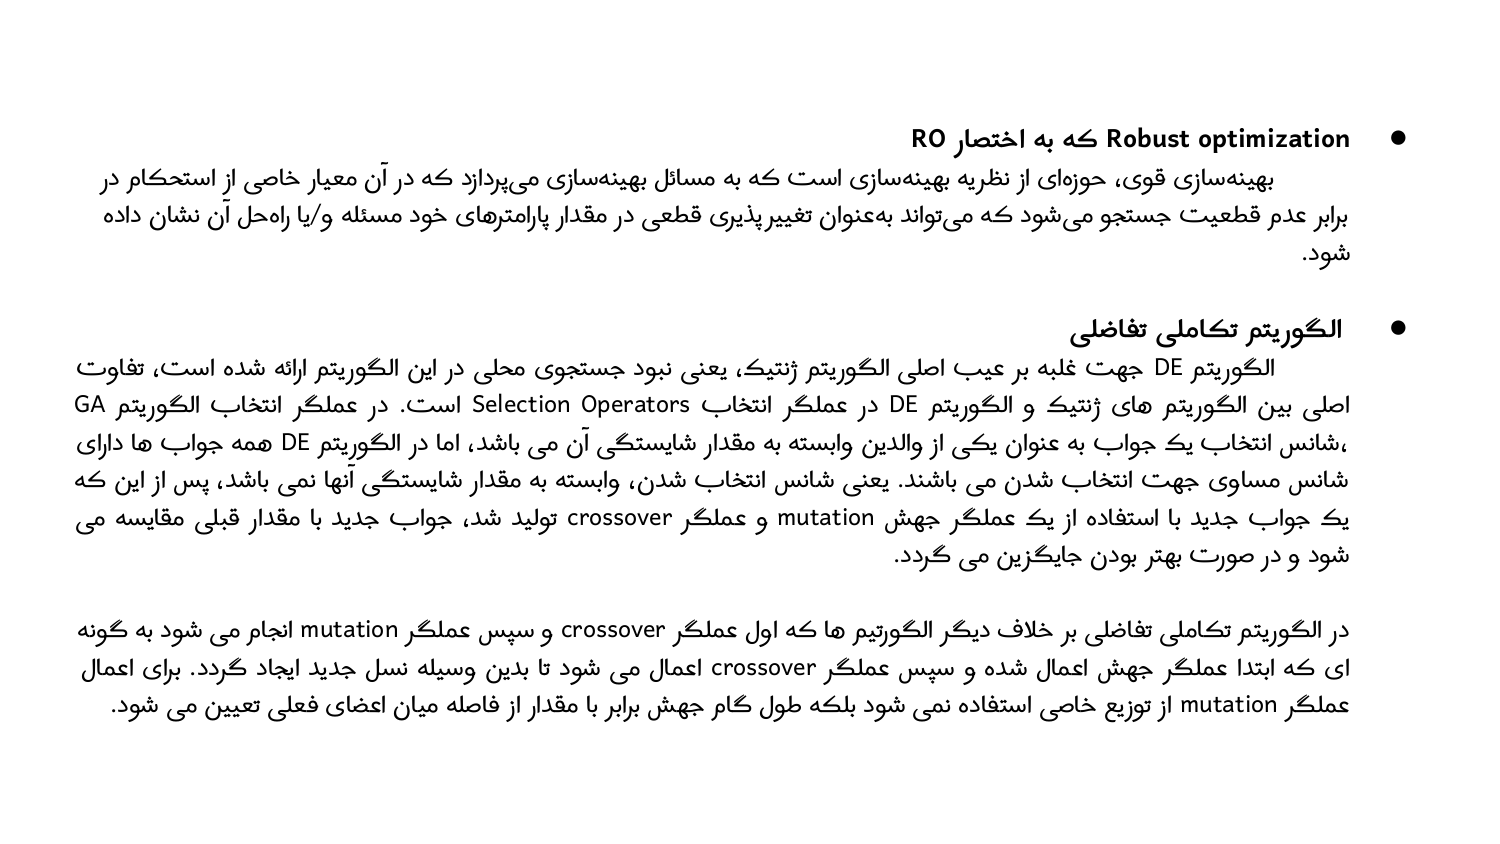 ● Robust optimization که به اختصار RO
بهینه‌سازی قوی، حوزه‌ای از نظریه بهینه‌سازی است که به مسائل بهینه‌سازی می‌پردازد که در آن معیار خاصی از استحکام در
برابر عدم قطعیت جستجو می‌شود که می‌تواند به‌عنوان تغییرپذیری قطعی در مقدار پارامترهای خود مسئله و/یا راه‌حل آن نشان داده
شود.
● الگوریتم تکاملی تفاضلی
الگوریتم DE جهت غلبه بر عیب اصلی الگوریتم ژنتیک، یعنی نبود جستجوی محلی در این الگوریتم ارائه شده است، تفاوت
اصلی بین الگوریتم های ژنتیک و الگوریتم DE در عملگر انتخاب Selection Operators است. در عملگر انتخاب الگوریتم GA
،شانس انتخاب یک جواب به عنوان یکی از والدین وابسته به مقدار شایستگی آن می باشد، اما در الگوریتم DE همه جواب ها دارای
شانس مساوی جهت انتخاب شدن می باشند. یعنی شانس انتخاب شدن، وابسته به مقدار شایستگی آنها نمی باشد، پس از این که
یک جواب جدید با استفاده از یک عملگر جهش mutation و عملگر crossover تولید شد، جواب جدید با مقدار قبلی مقایسه می
شود و در صورت بهتر بودن جایگزین می گردد.
در الگوریتم تکاملی تفاضلی بر خلاف دیگر الگورتیم ها که اول عملگر crossover و سپس عملگر mutation انجام می شود به گونه
ای که ابتدا عملگر جهش اعمال شده و سپس عملگر crossover اعمال می شود تا بدین وسیله نسل جدید ایجاد گردد. برای اعمال
عملگر mutation از توزیع خاصی استفاده نمی شود بلکه طول گام جهش برابر با مقدار از فاصله میان اعضای فعلی تعیین می شود.